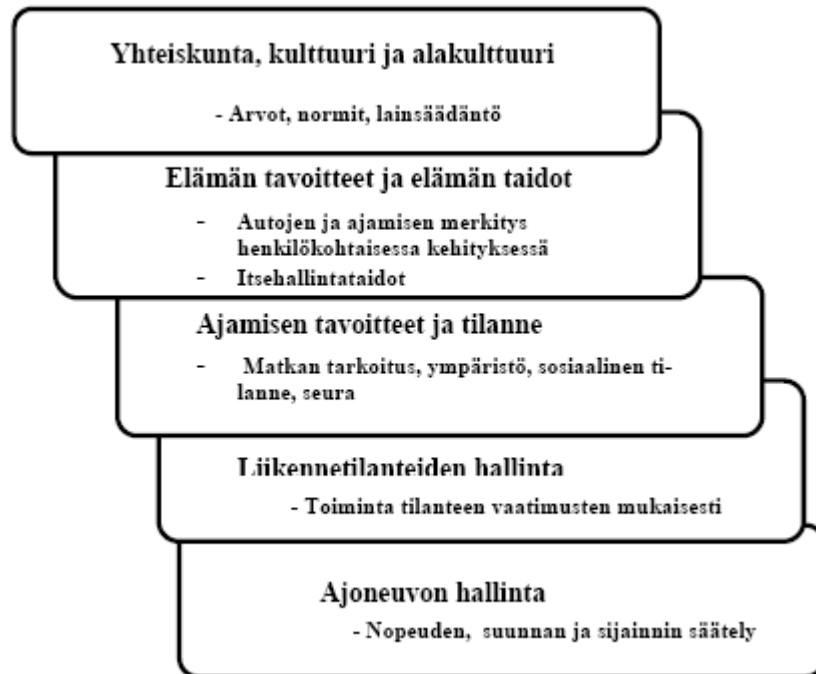 Yhteiskunta, kulttuuri ja alakulttuuri
- Arvot, normit, lainsäädäntö
Elämän tavoitteet ja elämän taidot
- Autojen ja ajamisen merkitys
henkilökohtaisessa kehityksessä
- Itsehallintataidot
Ajamisen tavoitteet ja tilanne
- Matkan tarkoitus, ympäristö, sosiaalinen ti-
lanne, seura
Liikennetilanteiden hallinta
- Toiminta tilanteen vaatimusten mukaisesti
Ajoneuvon hallinta
- Nopeuden, suunnan ja sijainnin säätely